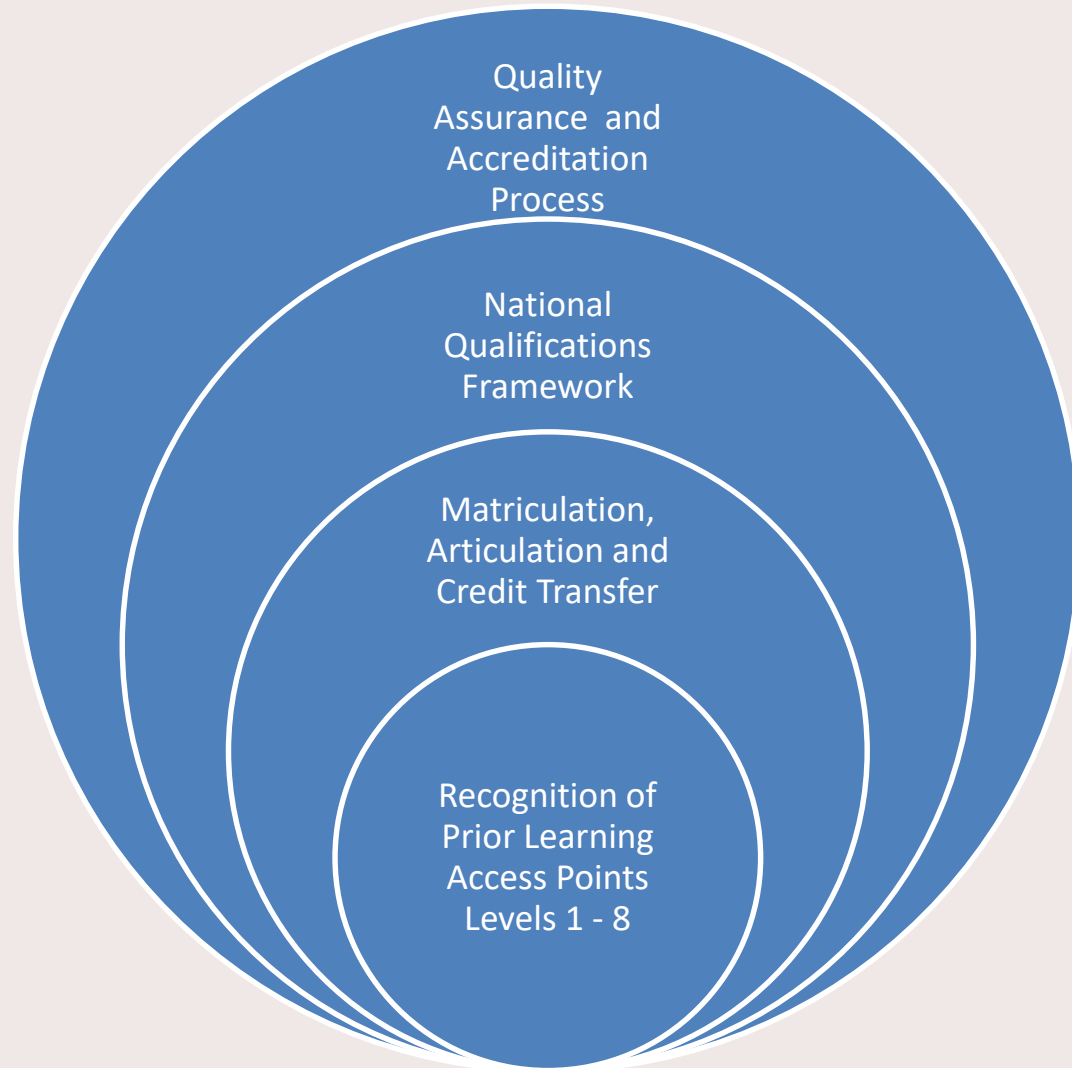 Quality
Assurance and
Accreditation
Process
National
Qualifications
Framework
Matriculation,
Articulation and
Credit Transfer
Recognition of
Prior Learning
Access Points
Levels 1 - 8